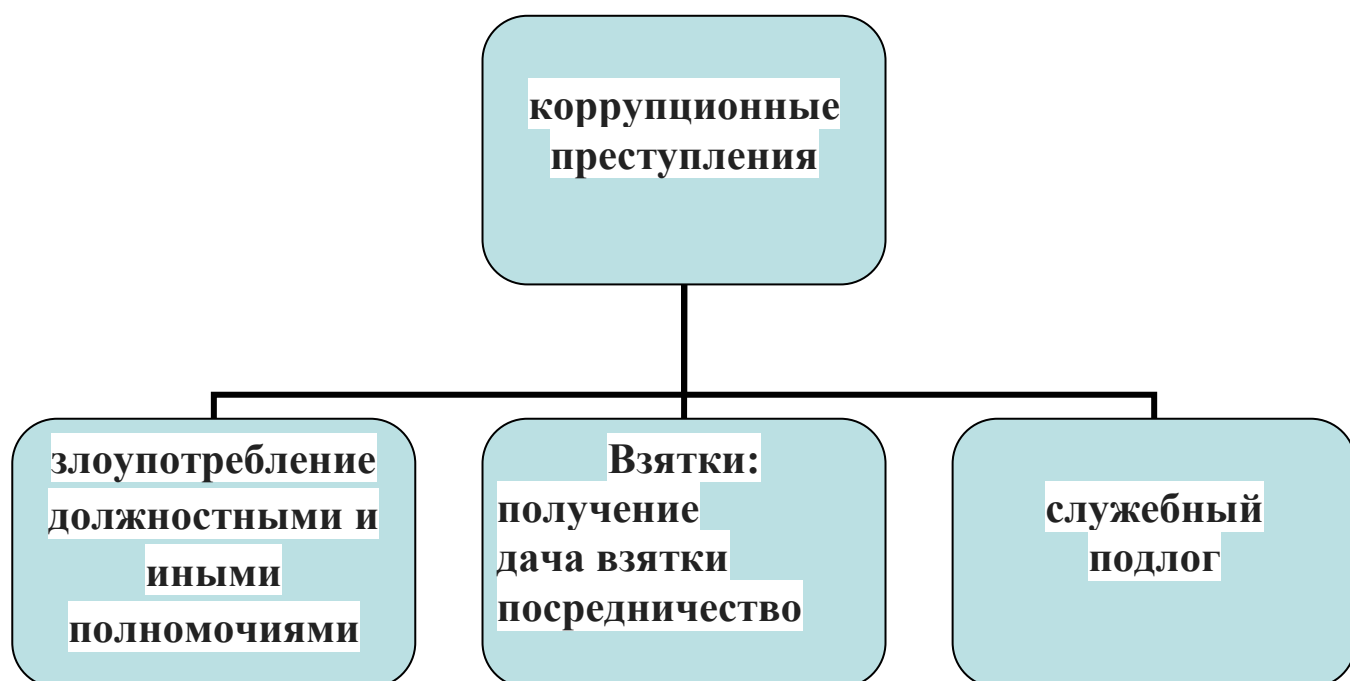 коррупционные
преступления
злоупотребление
должностными и
иными
полномочиями
Взятки:
получение
дача взятки
посредничество
служебный
подлог